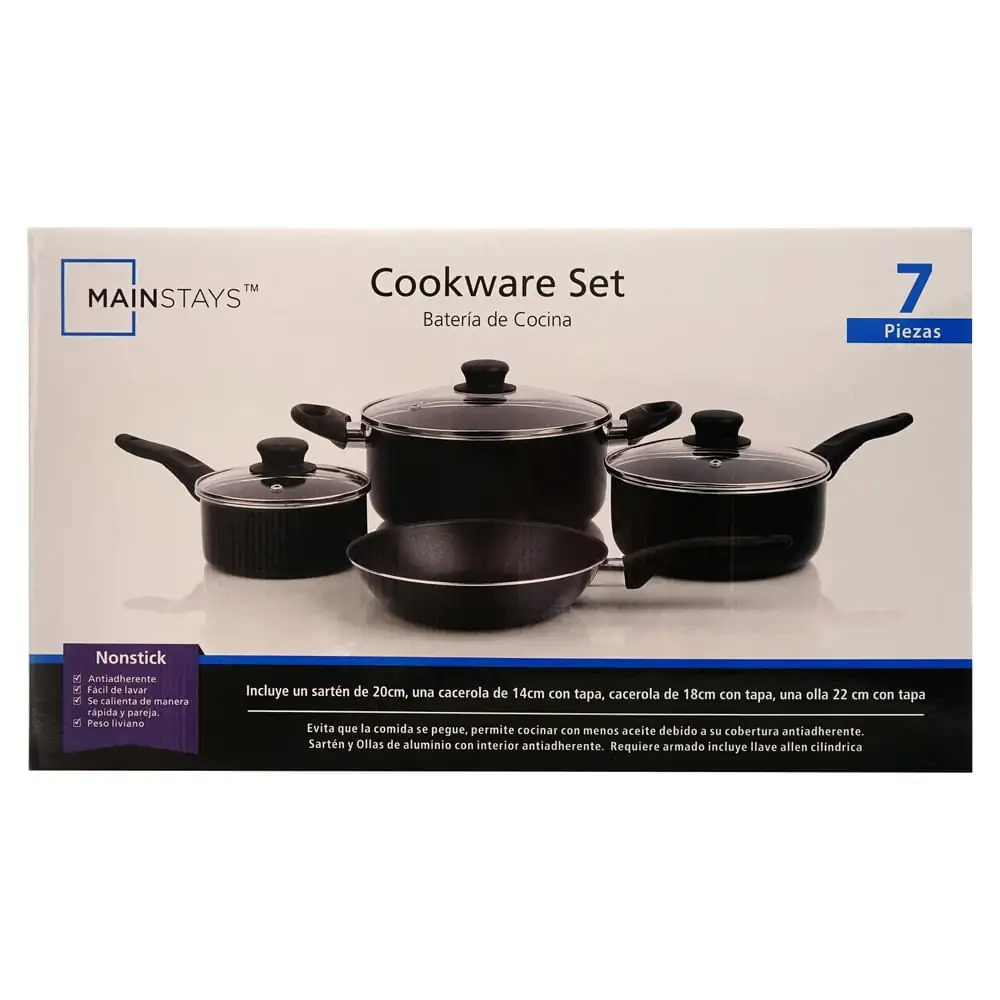 MAINSTAYS™
Cookware Set
Batería de Cocina
7
Piezas
Nonstick
Antiadherente
Fácil de lavar
Se calienta de manera
rápida y pareja.
Peso liviano
Incluye un sartén de 20cm, una cacerola de 14cm con tapa, cacerola de 18cm con tapa, una olla 22 cm con tapa
Evita que la comida se pegue, permite cocinar con menos aceite debido a su cobertura antiadherente.
Sartén y Ollas de aluminio con interior antiadherente. Requiere armado incluye llave allen cilíndrica